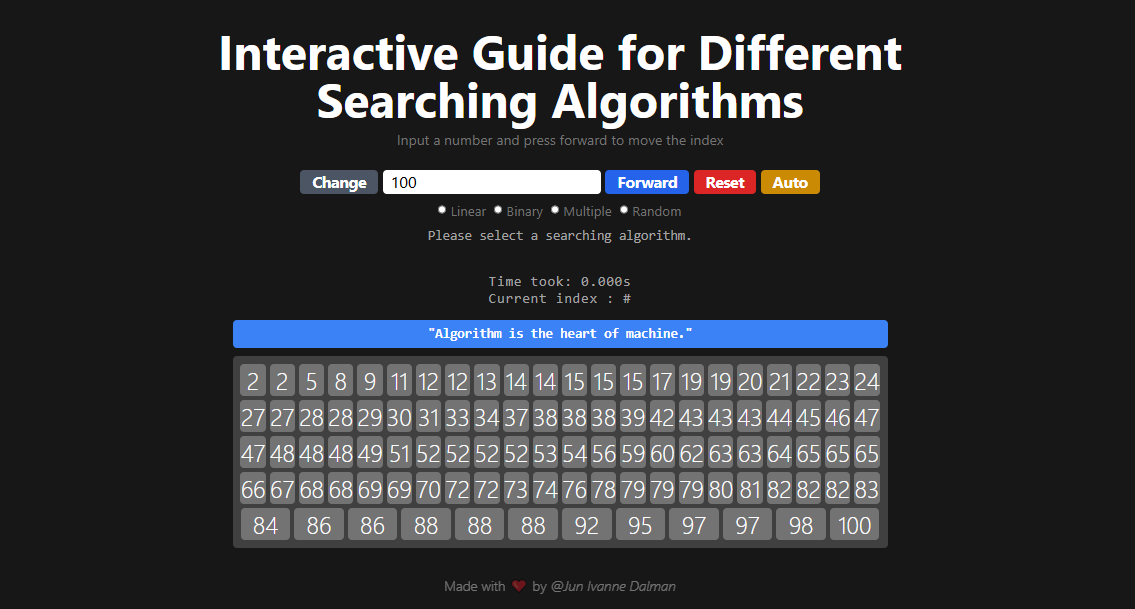 Interactive Guide for Different
Searching Algorithms
Input a number and press forward to move the index
Change 100 Forward Reset Auto
Linear Binary Multiple Random
Please select a searching algorithm.
Time took: 0.000s
Current index : #
"Algorithm is the heart of machine."
2 2 5 8 9 11 12 12 13 14 14 15 15 15 17 19 19 20 21 22 23 24
27 27 28 28 29 30 31 33 34 37 38 38 38 39 42 43 43 43 44 45 46 47
47 48 48 48 49 51 52 52 52 52 53 54 56 59 60 62 63 63 64 65 65 65
66 67 68 68 69 69 70 72 72 73 74 76 78 79 79 79 80 81 82 82 82 83
84 86 86 88 88 88 92 95 97 97 98 100
Made with ❤ by @Jun Ivanne Dalman